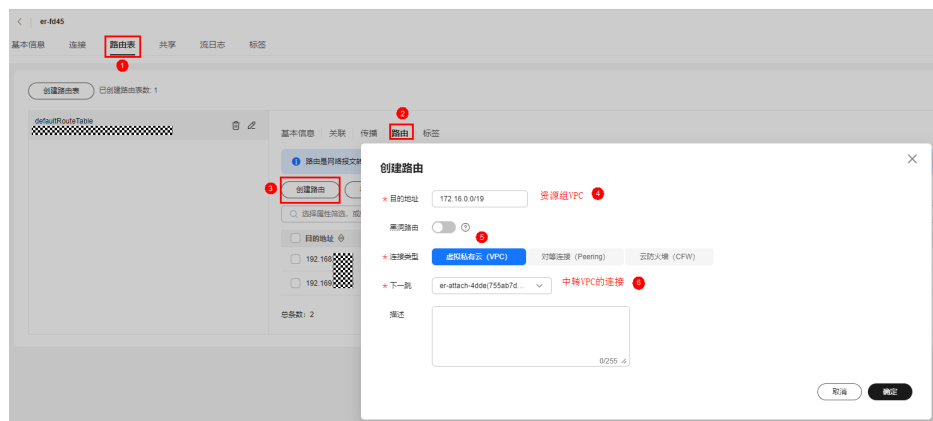 er-fd45
基本信息 连接 路由表 共享 流日志 标签
1
创建路由表 已创建路由表数: 1
defaultRouteTable
2
基本信息 关联 传播 路由 标签
路由是网络报文转
3 创建路由
选择属性筛选，或
目的地址
192.168
192.169
总条数: 2
创建路由
* 目的地址 172.16.0.0/19 资源组VPC 4
黑洞路由
5
* 连接类型 虚拟私有云 (VPC) 对等连接 (Peering) 云防火墙 (CFW)
* 下一跳 er-attach-4dde(755ab7d... 中转VPC的连接 6
描述
0/255
取消 确定